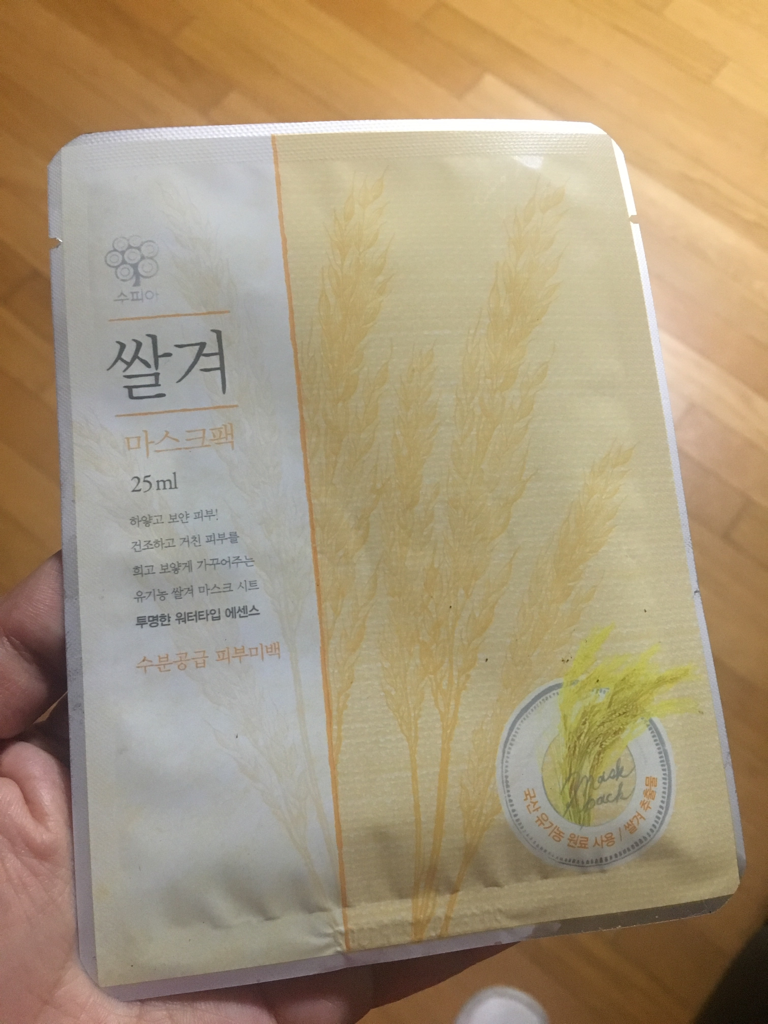 수피아
쌀겨
마스크팩
25ml
하얗고 보얀 피부!
건조하고 거친 피부를
희고 보얗게 가꾸어주는
유기농 쌀겨 마스크 시트
투명한 워터타입 에센스
수분공급 피부미백
mask
pack
국산 유기농 원료 사용 / 쌀겨 추출물